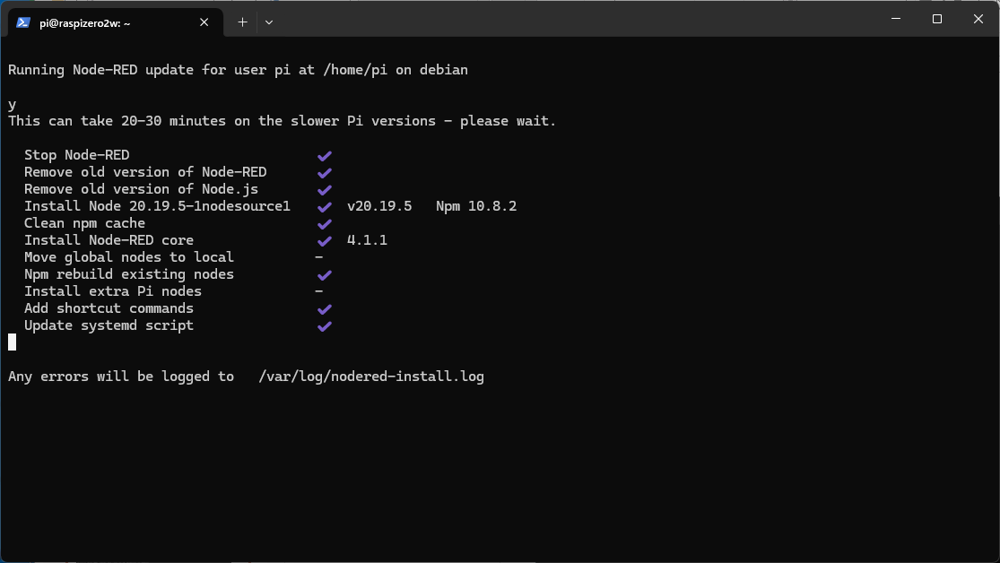 pi@raspizero2w: ~
Running Node-RED update for user pi at /home/pi on debian
y
This can take 20-30 minutes on the slower Pi versions - please wait.
Stop Node-RED ✔
Remove old version of Node-RED ✔
Remove old version of Node.js ✔
Install Node 20.19.5-1nodesource1 ✔ v20.19.5 Npm 10.8.2
Clean npm cache ✔
Install Node-RED core ✔ 4.1.1
Move global nodes to local -
Npm rebuild existing nodes ✔
Install extra Pi nodes -
Add shortcut commands ✔
Update systemd script ✔
Any errors will be logged to /var/log/nodered-install.log